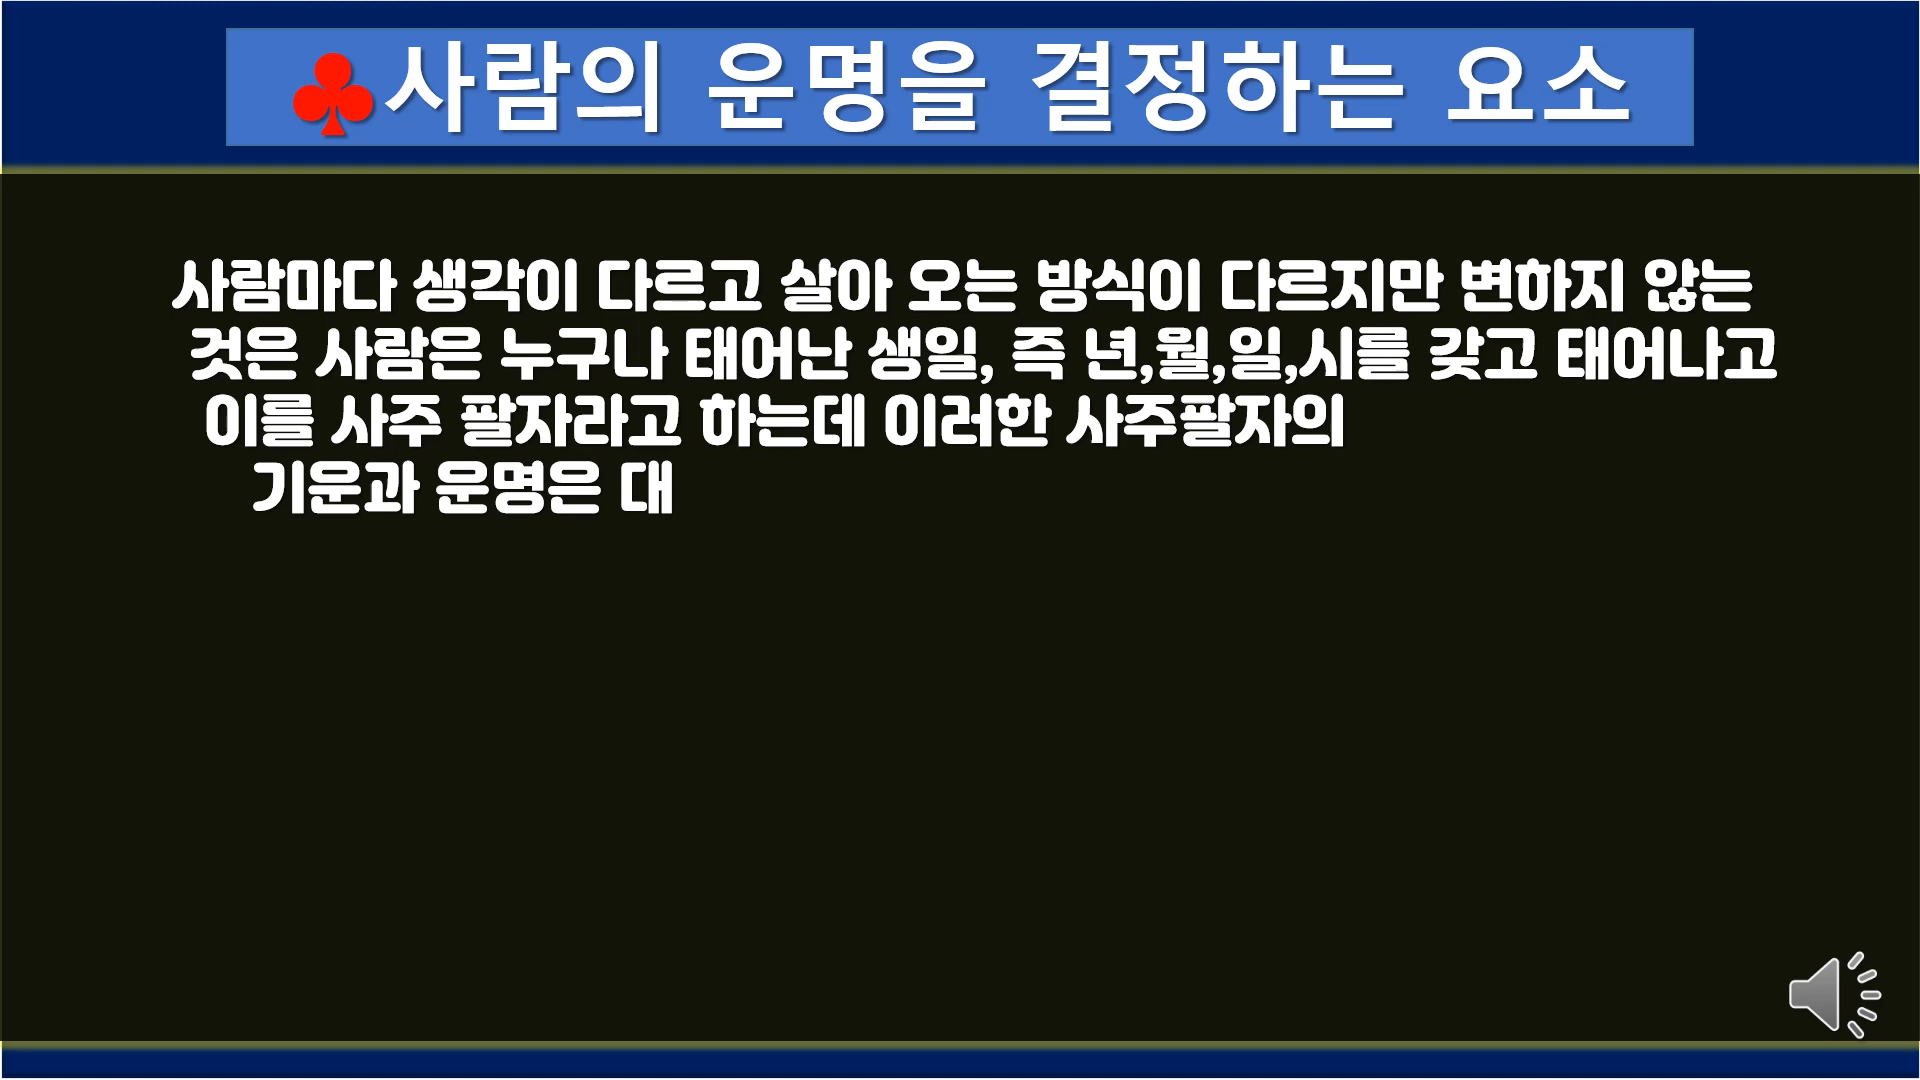 ♣사람의 운명을 결정하는 요소
사람마다 생각이 다르고 살아 오는 방식이 다르지만 변하지 않는
것은 사람은 누구나 태어난 생일, 즉 년,월,일,시를 갖고 태어나고
이를 사주 팔자라고 하는데 이러한 사주팔자의
기운과 운명은 대